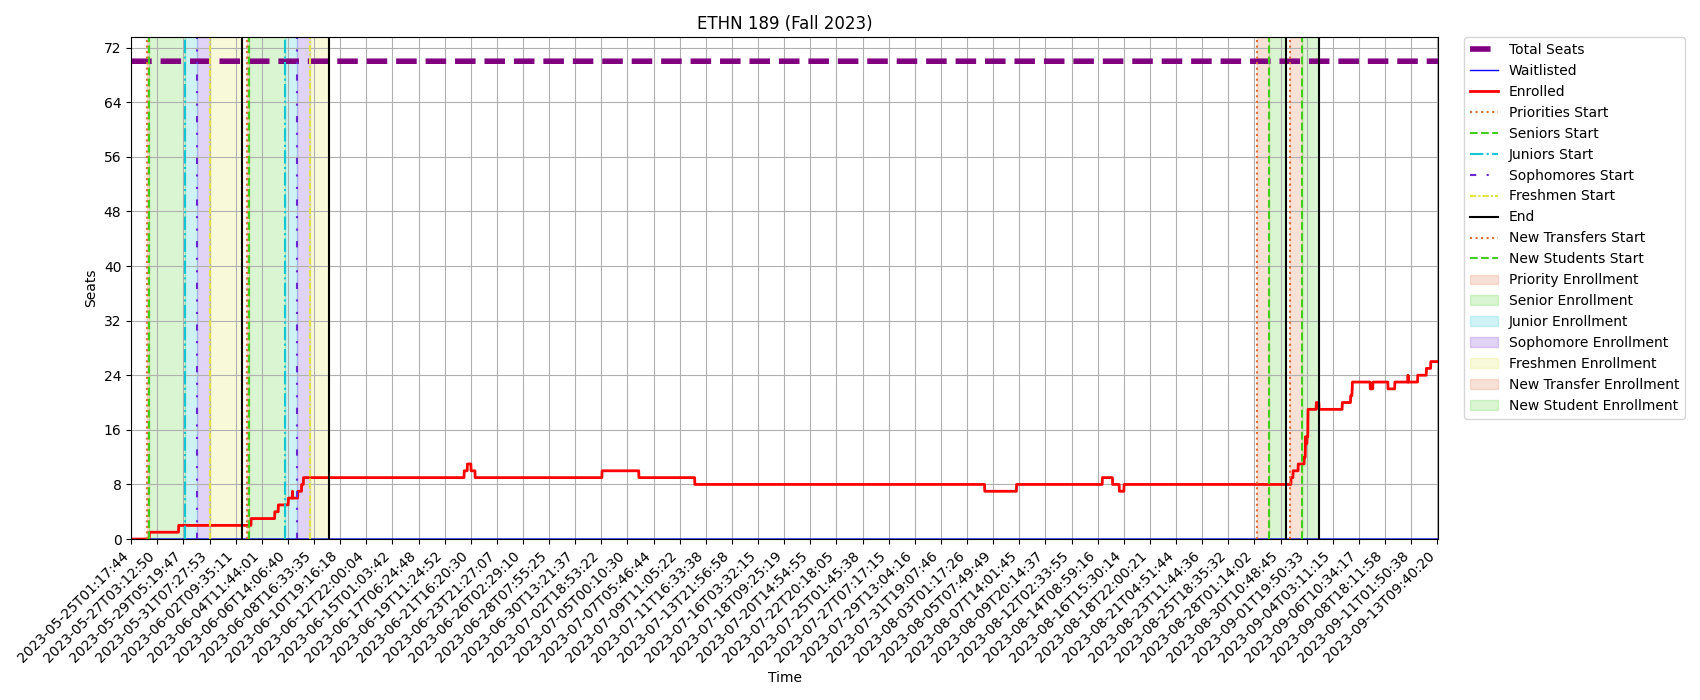 ETHN 189 (Fall 2023)
72
64
56
48
40
32
24
16
8
0
Seats
2023-05-25T01:17:44
2023-05-27T03:12:50
2023-05-29T05:19:47
2023-05-31T07:27:53
2023-06-02T09:35:11
2023-06-04T11:44:01
2023-06-06T14:06:40
2023-06-08T16:33:35
2023-06-10T19:16:18
2023-06-12T22:00:04
2023-06-15T01:03:42
2023-06-17T06:24:48
2023-06-19T11:24:52
2023-06-21T16:20:30
2023-06-23T21:27:07
2023-06-26T02:29:10
2023-06-28T07:55:25
2023-06-30T13:21:37
2023-07-02T18:53:22
2023-07-05T00:10:30
2023-07-07T05:46:44
2023-07-09T11:05:22
2023-07-11T16:33:38
2023-07-13T21:56:58
2023-07-16T03:32:15
2023-07-18T09:25:19
2023-07-20T14:54:55
2023-07-22T20:18:05
2023-07-25T01:45:38
2023-07-27T07:17:15
2023-07-29T13:04:16
2023-07-31T19:07:46
2023-08-03T01:17:26
2023-08-05T07:49:49
2023-08-07T14:01:45
2023-08-09T20:14:37
2023-08-12T02:33:55
2023-08-14T08:59:16
2023-08-16T15:30:14
2023-08-18T22:00:21
2023-08-21T04:51:44
2023-08-23T11:44:36
2023-08-25T18:35:32
2023-08-28T01:14:02
2023-08-30T10:48:45
2023-09-01T19:50:33
2023-09-04T03:11:15
2023-09-06T10:34:17
2023-09-08T18:11:58
2023-09-11T01:50:38
2023-09-13T09:40:20
Time
Total Seats
Waitlisted
Enrolled
Priorities Start
Seniors Start
Juniors Start
Sophomores Start
Freshmen Start
End
New Transfers Start
New Students Start
Priority Enrollment
Senior Enrollment
Junior Enrollment
Sophomore Enrollment
Freshmen Enrollment
New Transfer Enrollment
New Student Enrollment